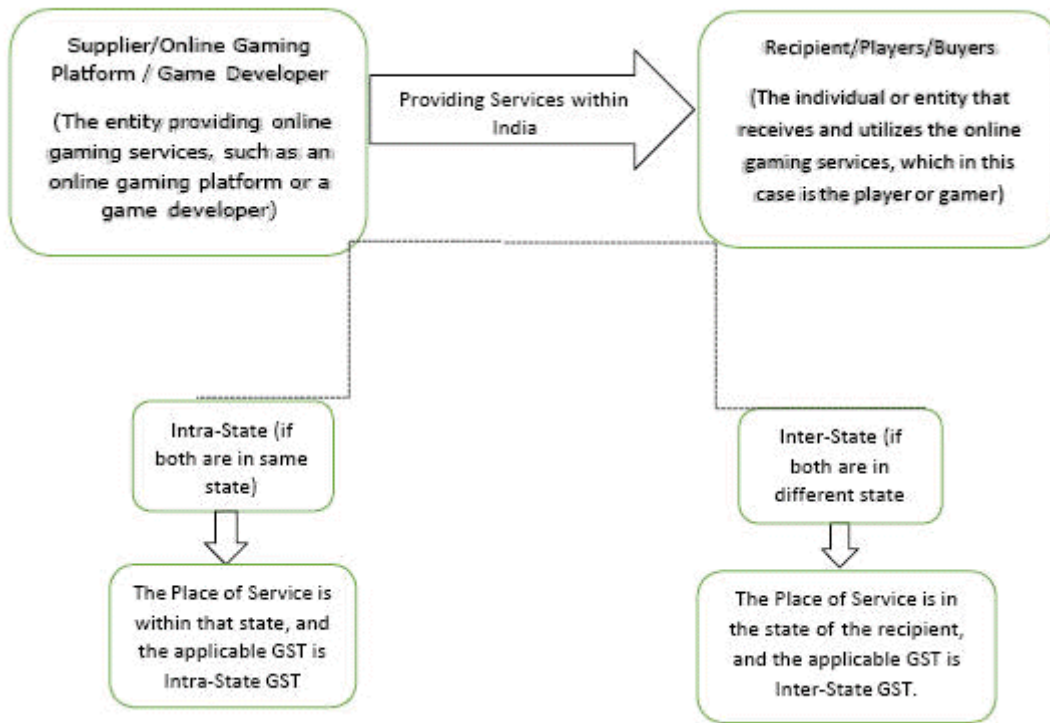 Supplier/Online Gaming
Platform / Game Developer
(The entity providing online
gaming services, such as an
online gaming platform or a
game developer)
Providing Services within
India
Recipient/Players/Buyers
(The individual or entity that
receives and utilizes the online
gaming services, which in this
case is the player or gamer)
Intra-State (if
both are in same
state)
The Place of Service is
within that state, and
the applicable GST is
Intra-State GST
Inter-State (if
both are in
different state
The Place of Service is in
the state of the recipient,
and the applicable GST is
Inter-State GST.